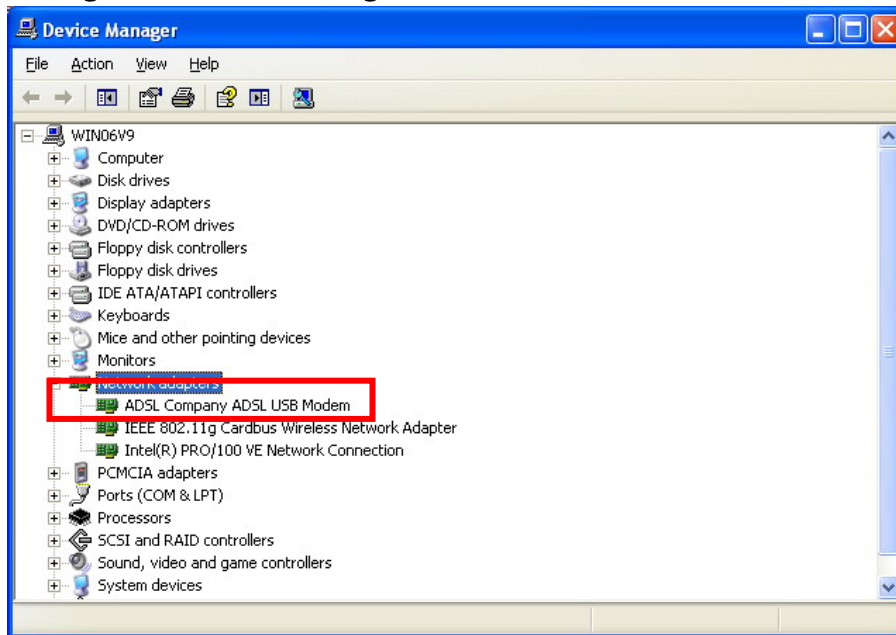 Device Manager
File Action View Help
WIN06V9
Computer
Disk drives
Display adapters
DVD/CD-ROM drives
Floppy disk controllers
Floppy disk drives
IDE ATA/ATAPI controllers
Keyboards
Mice and other pointing devices
Monitors
Network adapters
ADSL Company ADSL USB Modem
IEEE 802.11g Cardbus Wireless Network Adapter
Intel(R) PRO/100 VE Network Connection
PCMCIA adapters
Ports (COM & LPT)
Processors
SCSI and RAID controllers
Sound, video and game controllers
System devices